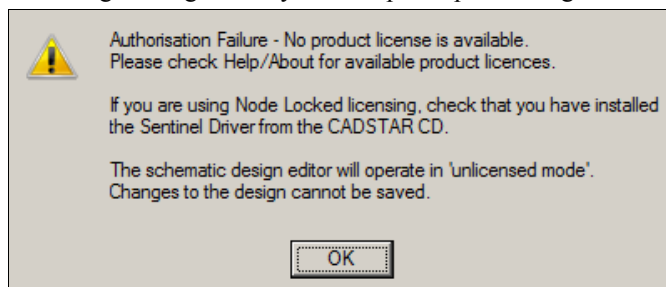 Authorisation Failure - No product license is available.
Please check Help/About for available product licences.
If you are using Node Locked licensing, check that you have installed
the Sentinel Driver from the CADSTAR CD.
The schematic design editor will operate in 'unlicensed mode'.
Changes to the design cannot be saved.
OK